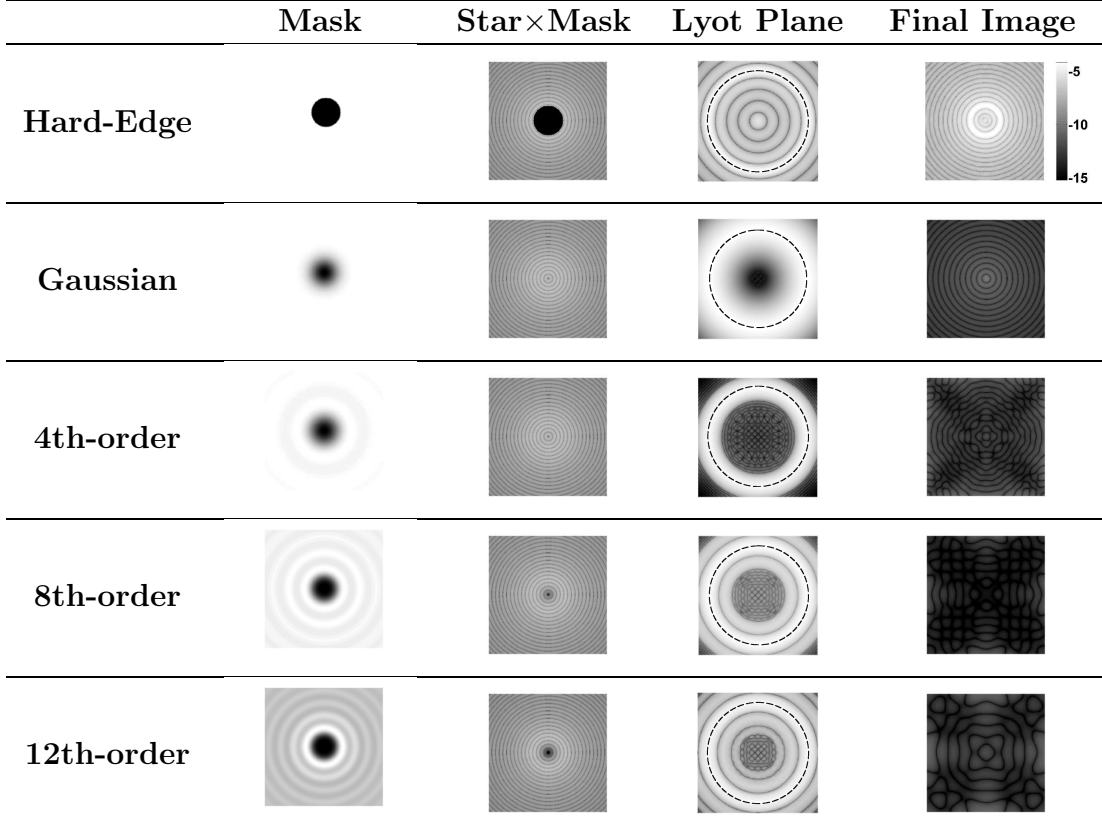 Mask Star×Mask Lyot Plane Final Image
Hard-Edge
-5
-10
-15
Gaussian
4th-order
8th-order
12th-order